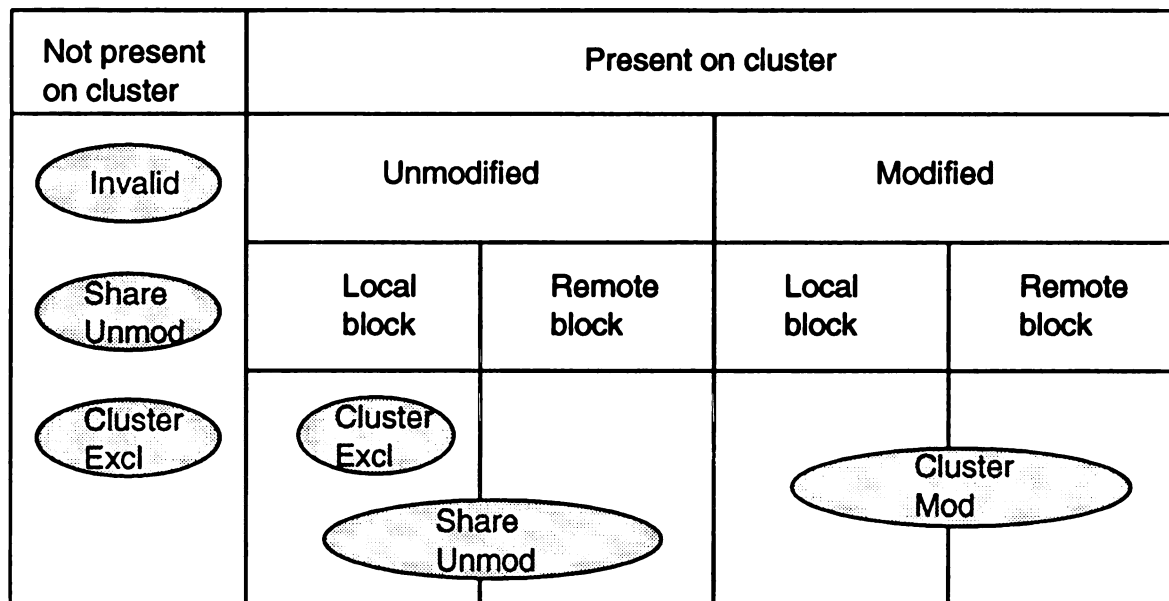 Not present
on cluster
Present on cluster
Invalid
Unmodified
Modified
Share
Unmod
Local
block
Remote
block
Local
block
Remote
block
Cluster
Excl
Cluster
Excl
Cluster
Mod
Share
Unmod